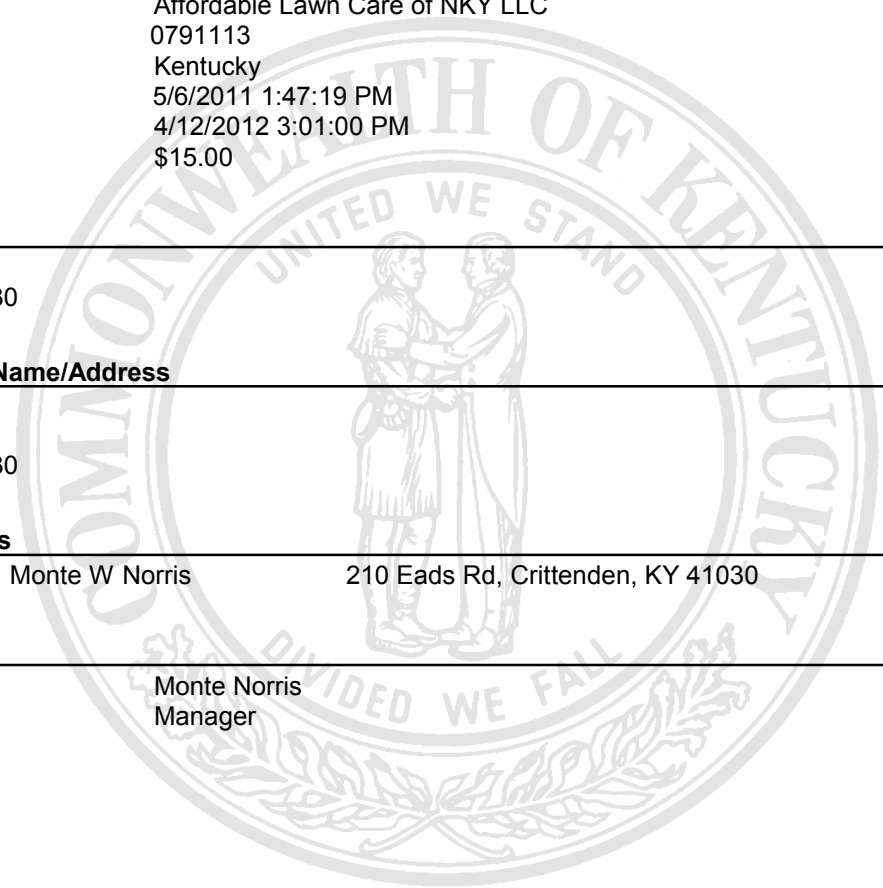 Affordable Lawn Care of NKY LLC
0791113
Kentucky
5/6/2011 1:47:19 PM
4/12/2012 3:01:00 PM
$15.00
30
Name/Address
30
s
Monte W Norris 210 Eads Rd, Crittenden, KY 41030
Monte Norris
Manager
COMMONWEALTH OF KENTUCKY
UNITED WE STAND
DIVIDED WE FALL